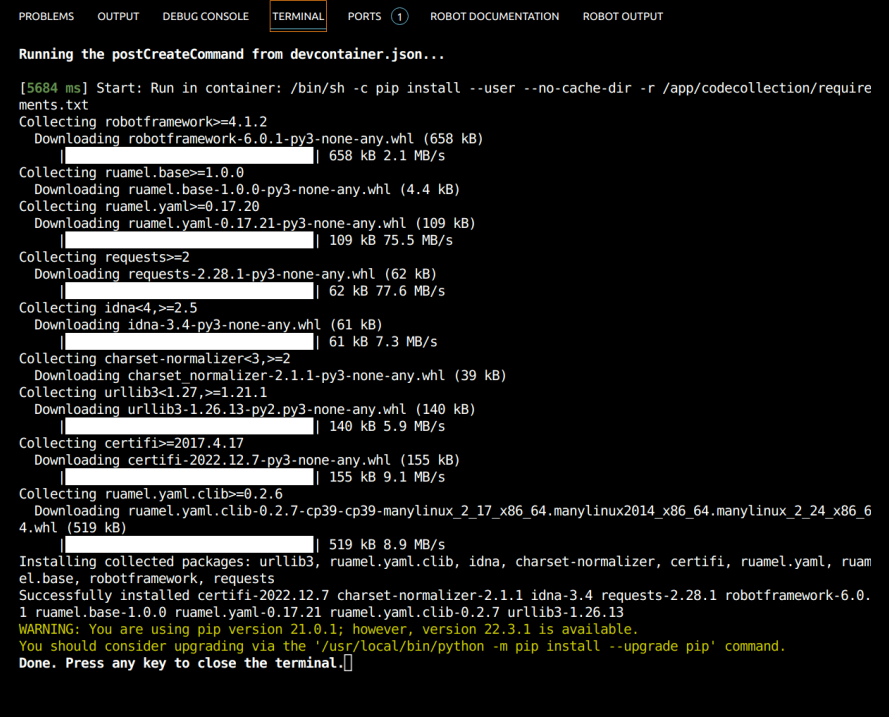 PROBLEMS OUTPUT DEBUG CONSOLE TERMINAL PORTS 1 ROBOT DOCUMENTATION ROBOT OUTPUT
Running the postCreateCommand from devcontainer.json...
[5684 ms] Start: Run in container: /bin/sh -c pip install --user --no-cache-dir -r /app/codecollection/require
ments.txt
Collecting robotframework>=4.1.2
  Downloading robotframework-6.0.1-py3-none-any.whl (658 kB)
     |                                | 658 kB 2.1 MB/s
Collecting ruamel.base>=1.0.0
  Downloading ruamel.base-1.0.0-py3-none-any.whl (4.4 kB)
Collecting ruamel.yaml>=0.17.20
  Downloading ruamel.yaml-0.17.21-py3-none-any.whl (109 kB)
     |                                | 109 kB 75.5 MB/s
Collecting requests>=2
  Downloading requests-2.28.1-py3-none-any.whl (62 kB)
     |                                | 62 kB 77.6 MB/s
Collecting idna<4,>=2.5
  Downloading idna-3.4-py3-none-any.whl (61 kB)
     |                                | 61 kB 7.3 MB/s
Collecting charset-normalizer<3,>=2
  Downloading charset_normalizer-2.1.1-py3-none-any.whl (39 kB)
Collecting urllib3<1.27,>=1.21.1
  Downloading urllib3-1.26.13-py2.py3-none-any.whl (140 kB)
     |                                | 140 kB 5.9 MB/s
Collecting certifi>=2017.4.17
  Downloading certifi-2022.12.7-py3-none-any.whl (155 kB)
     |                                | 155 kB 9.1 MB/s
Collecting ruamel.yaml.clib>=0.2.6
  Downloading ruamel.yaml.clib-0.2.7-cp39-cp39-manylinux_2_17_x86_64.manylinux2014_x86_64.manylinux_2_24_x86_6
4.whl (519 kB)
     |                                | 519 kB 8.9 MB/s
Installing collected packages: urllib3, ruamel.yaml.clib, idna, charset-normalizer, certifi, ruamel.yaml, ruam
el.base, robotframework, requests
Successfully installed certifi-2022.12.7 charset-normalizer-2.1.1 idna-3.4 requests-2.28.1 robotframework-6.0.
1 ruamel.base-1.0.0 ruamel.yaml-0.17.21 ruamel.yaml.clib-0.2.7 urllib3-1.26.13
WARNING: You are using pip version 21.0.1; however, version 22.3.1 is available.
You should consider upgrading via the '/usr/local/bin/python -m pip install --upgrade pip' command.
Done. Press any key to close the terminal.